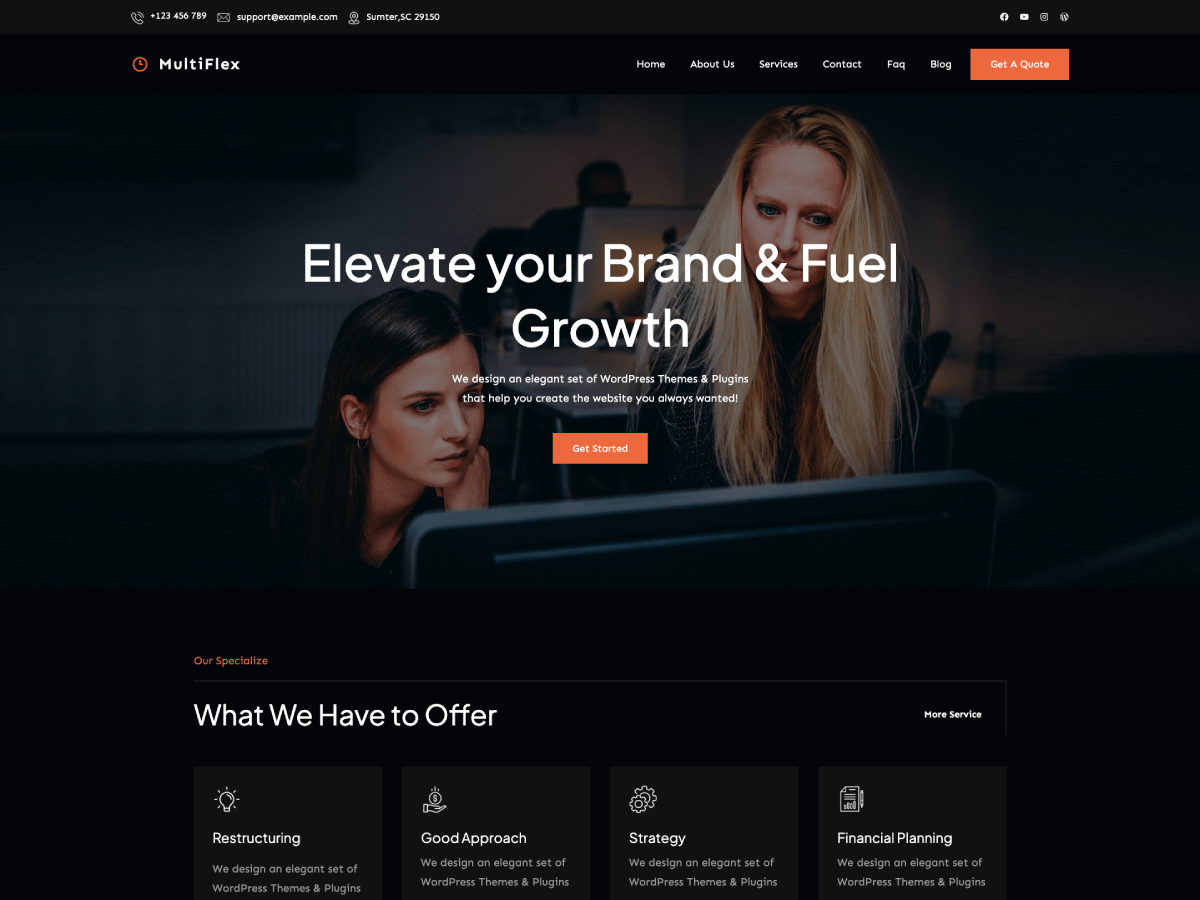 +123 456 789
support@example.com
Sumter,SC 29150
MultiFlex
Home
About Us
Services
Contact
Faq
Blog
Get A Quote
Elevate your Brand & Fuel
Growth
We design an elegant set of WordPress Themes & Plugins
that help you create the website you always wanted!
Get Started
Our Specialize
What We Have to Offer
More Service
Restructuring
We design an elegant set of
WordPress Themes & Plugins
Good Approach
We design an elegant set of
WordPress Themes & Plugins
Strategy
We design an elegant set of
WordPress Themes & Plugins
Financial Planning
We design an elegant set of
WordPress Themes & Plugins